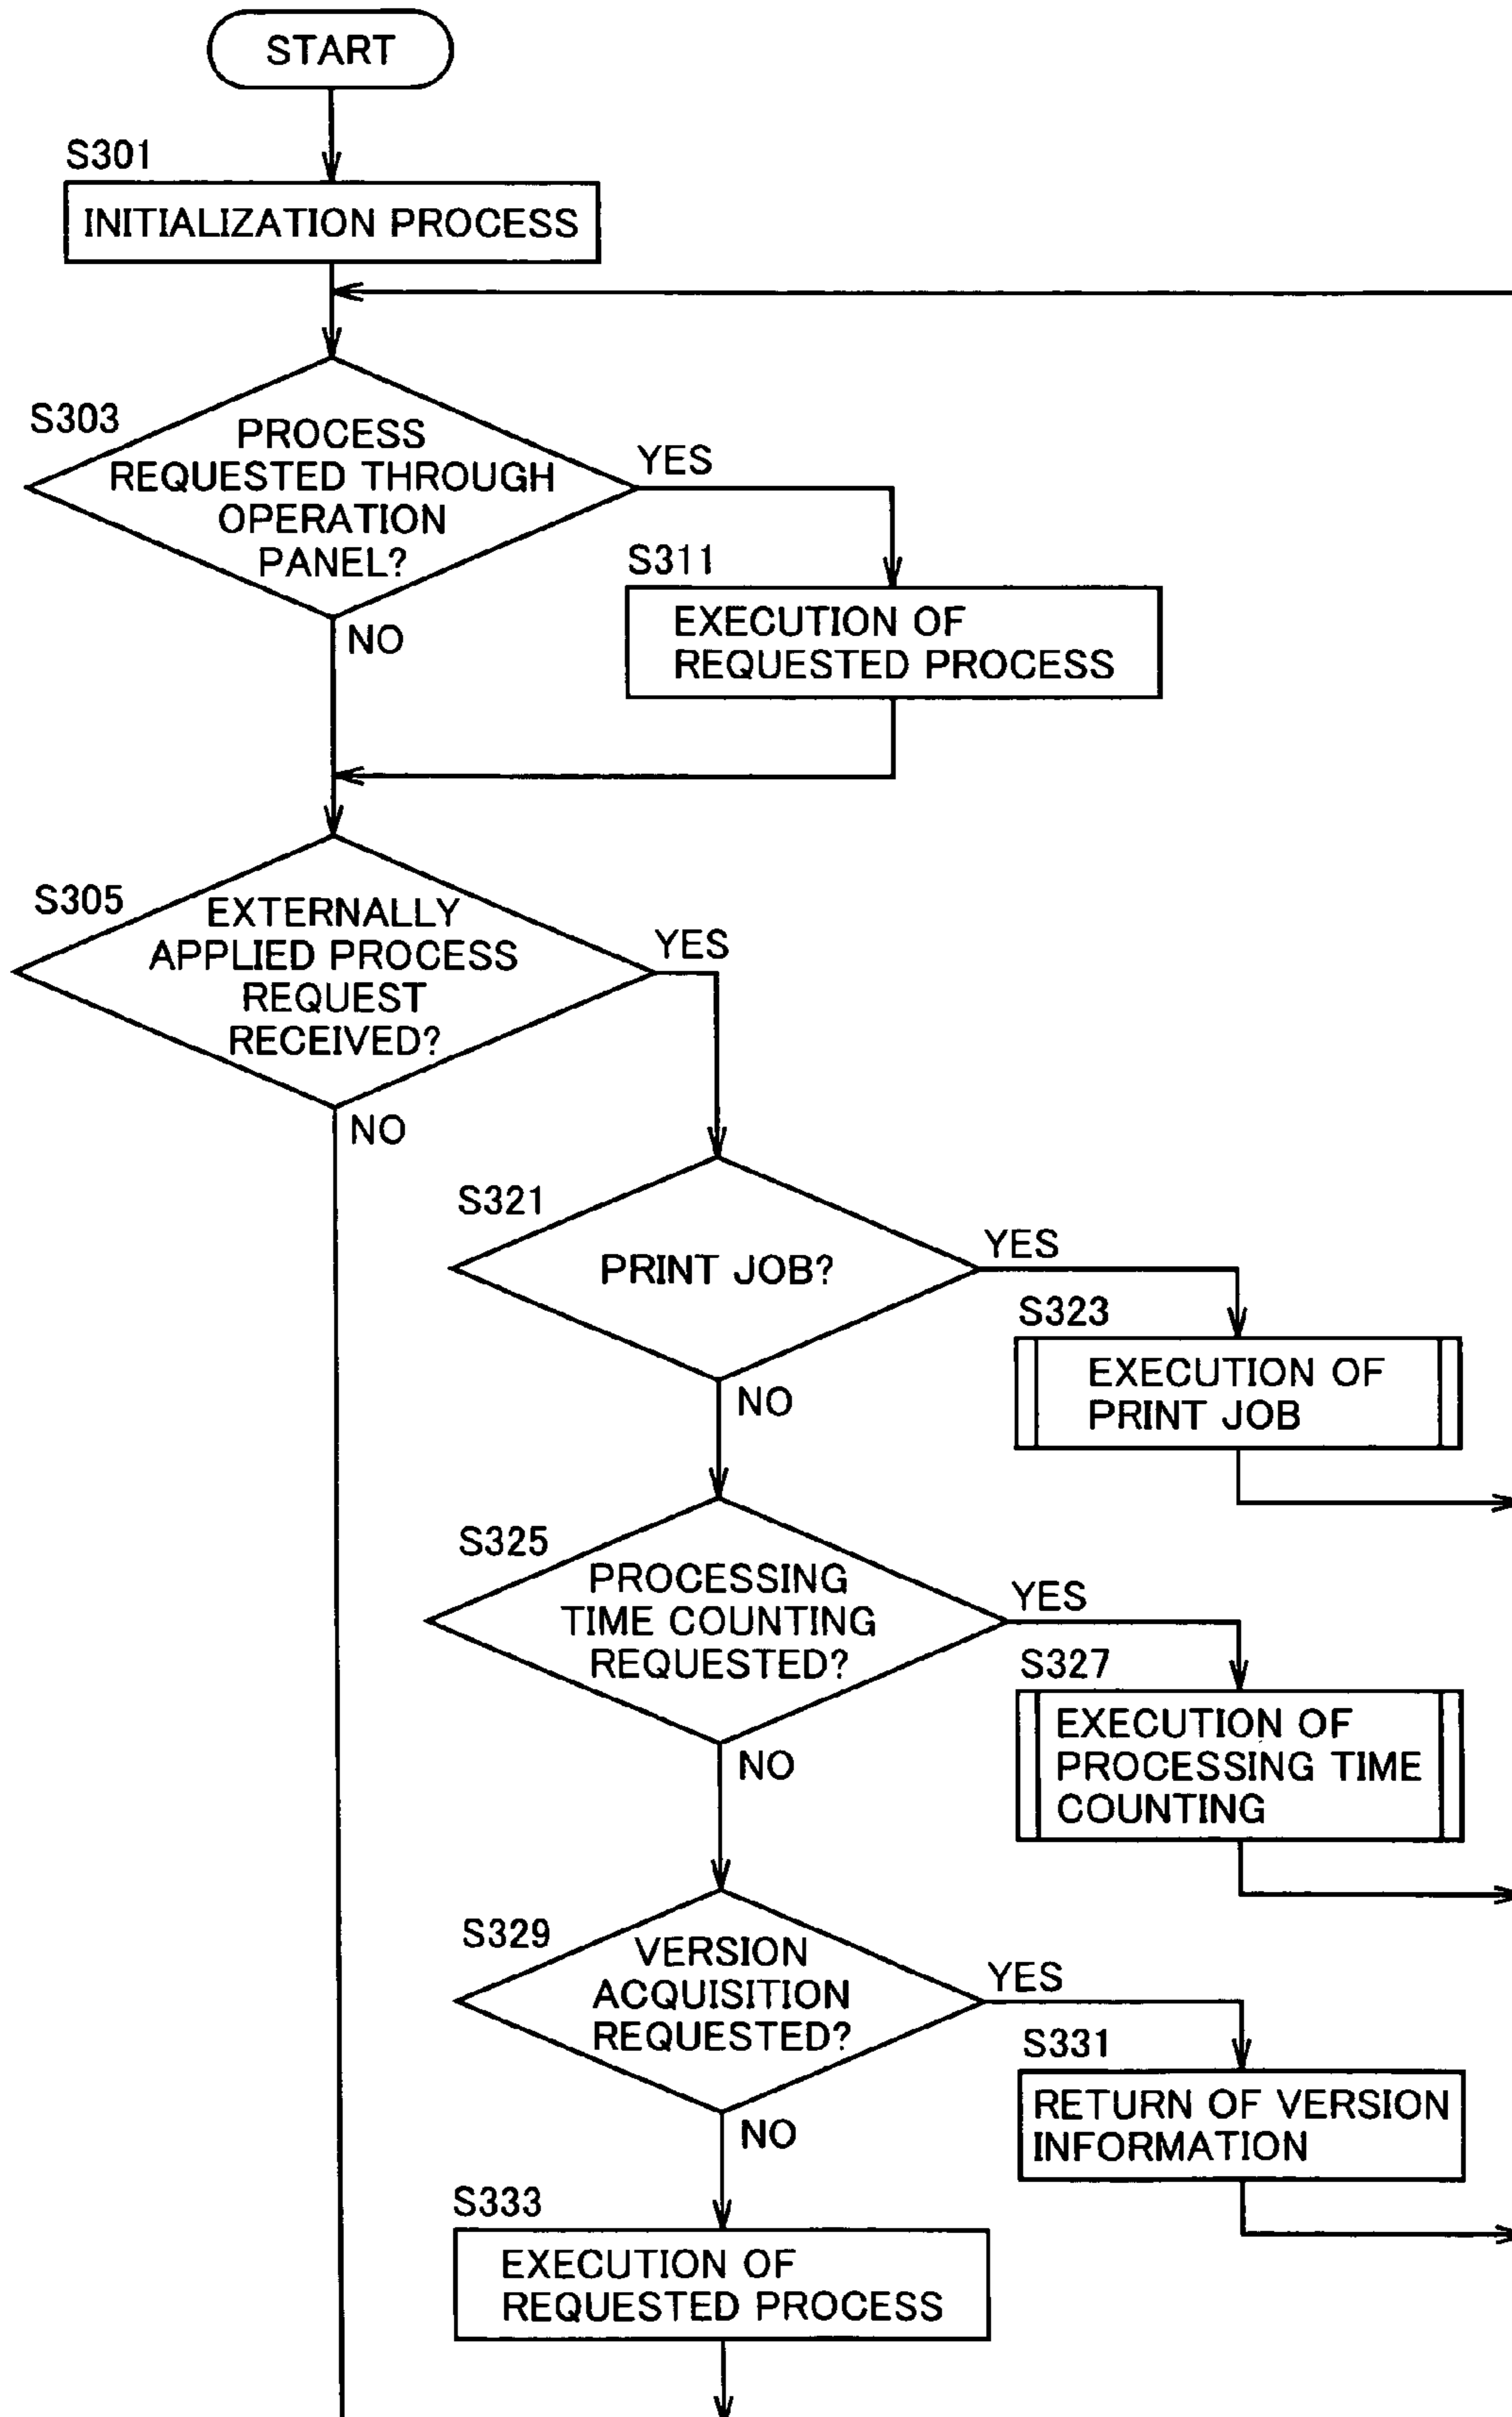 START
S301
INITIALIZATION PROCESS
S303
PROCESS
REQUESTED THROUGH
OPERATION
PANEL?
YES
NO
S311
EXECUTION OF
REQUESTED PROCESS
S305
EXTERNALLY
APPLIED PROCESS
REQUEST
RECEIVED?
YES
NO
S321
PRINT JOB?
YES
NO
S323
EXECUTION OF
PRINT JOB
S325
PROCESSING
TIME COUNTING
REQUESTED?
YES
NO
S327
EXECUTION OF
PROCESSING TIME
COUNTING
S329
VERSION
ACQUISITION
REQUESTED?
YES
NO
S331
RETURN OF VERSION
INFORMATION
S333
EXECUTION OF
REQUESTED PROCESS